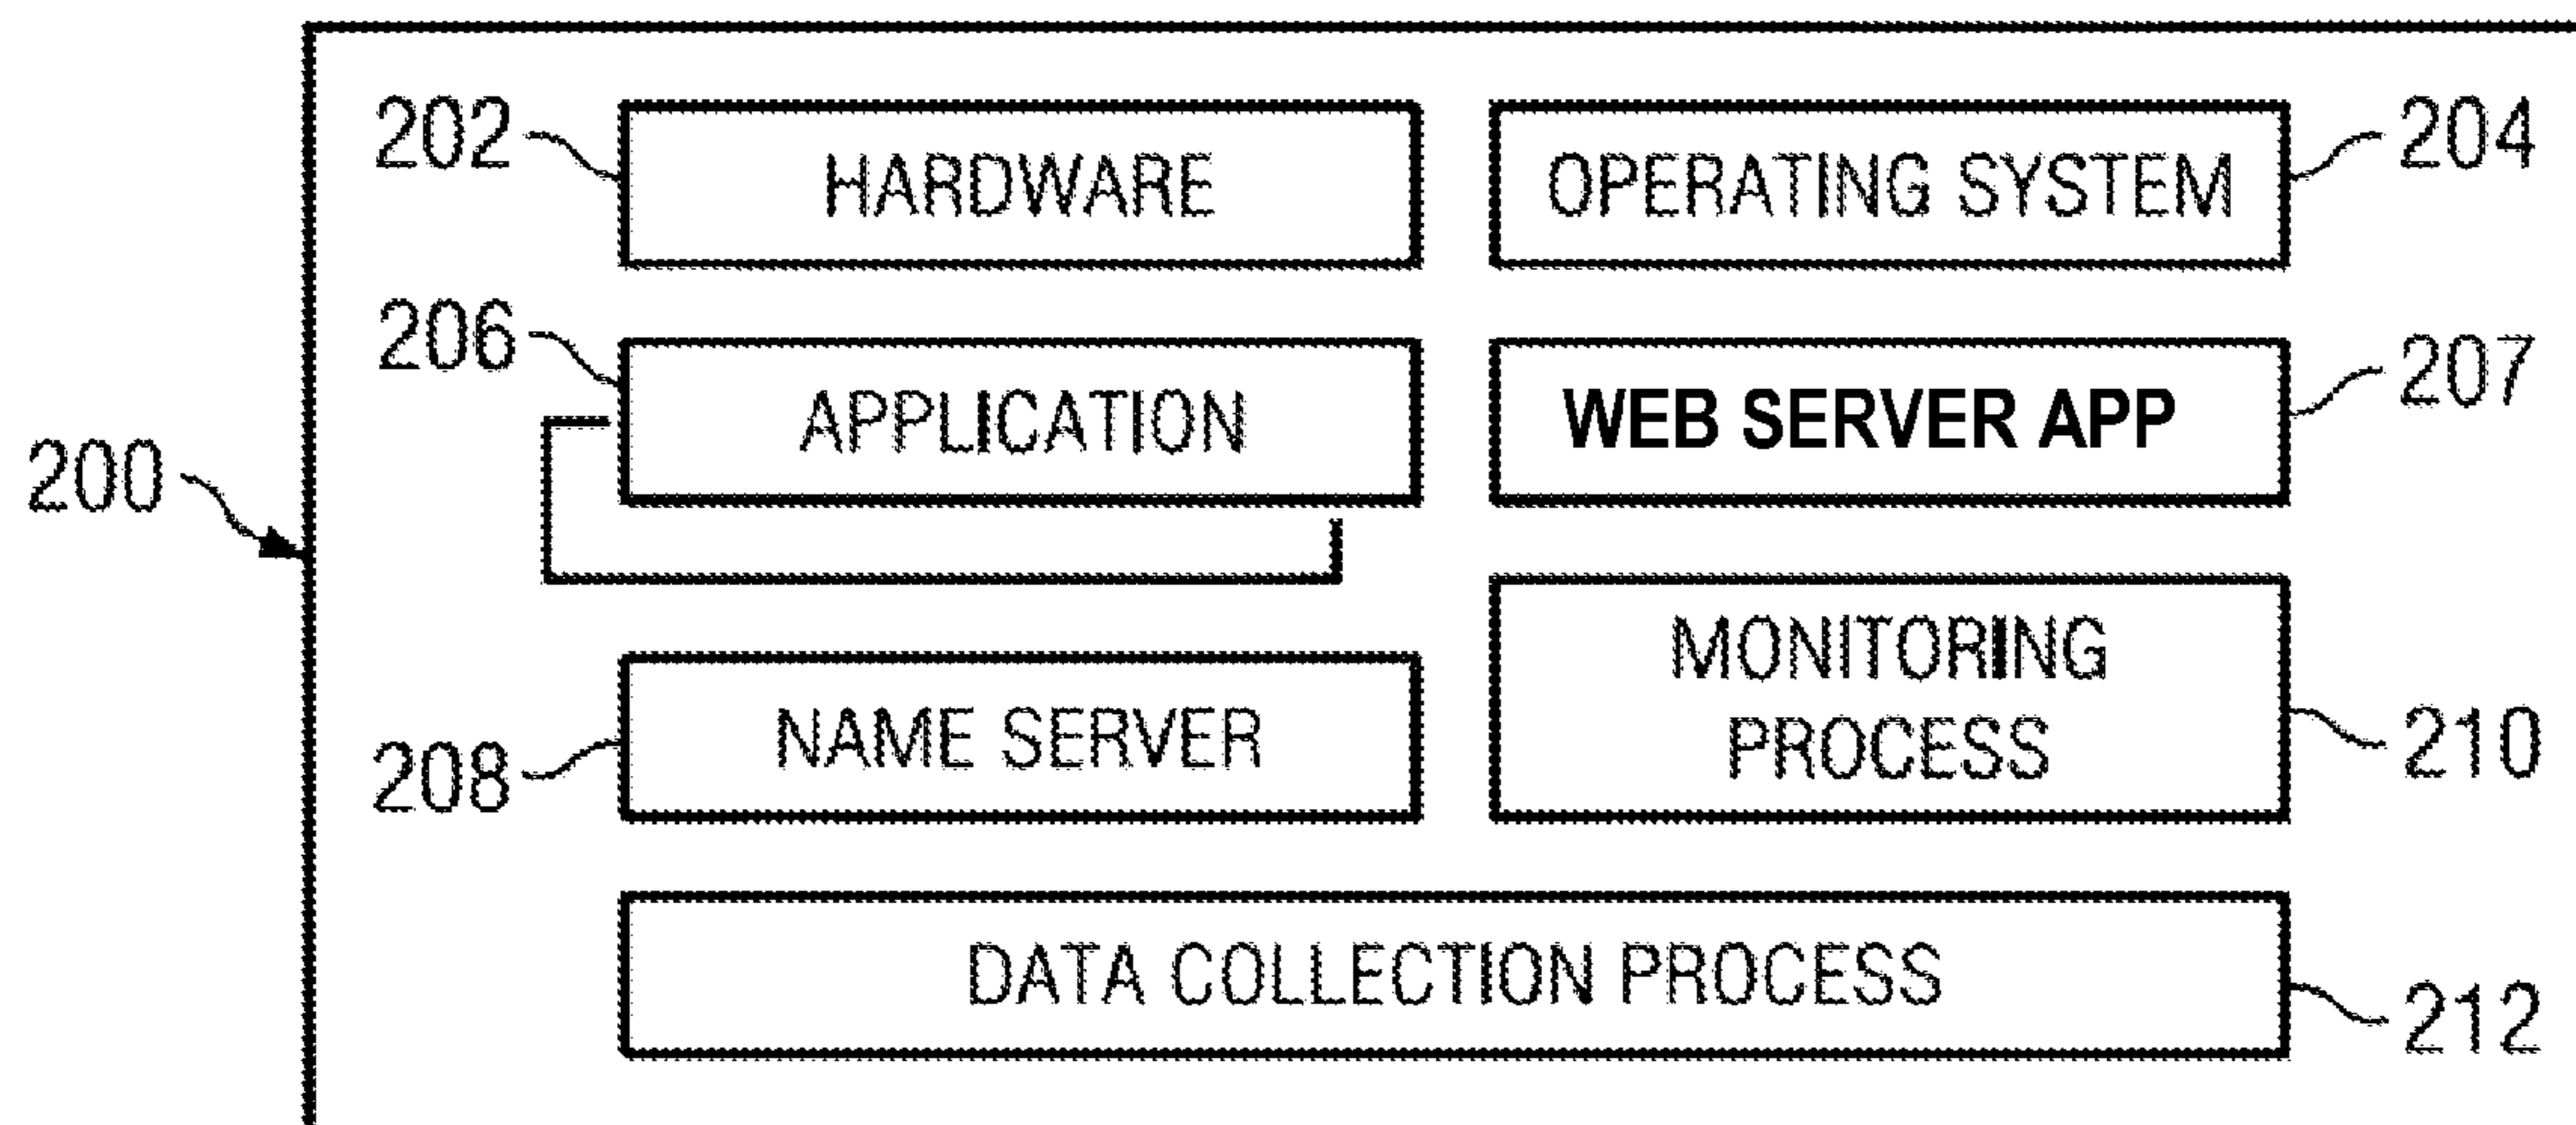 202 HARDWARE OPERATING SYSTEM 204
206 APPLICATION WEB SERVER APP 207
200
MONITORING
PROCESS 210
208 NAME SERVER
DATA COLLECTION PROCESS 212